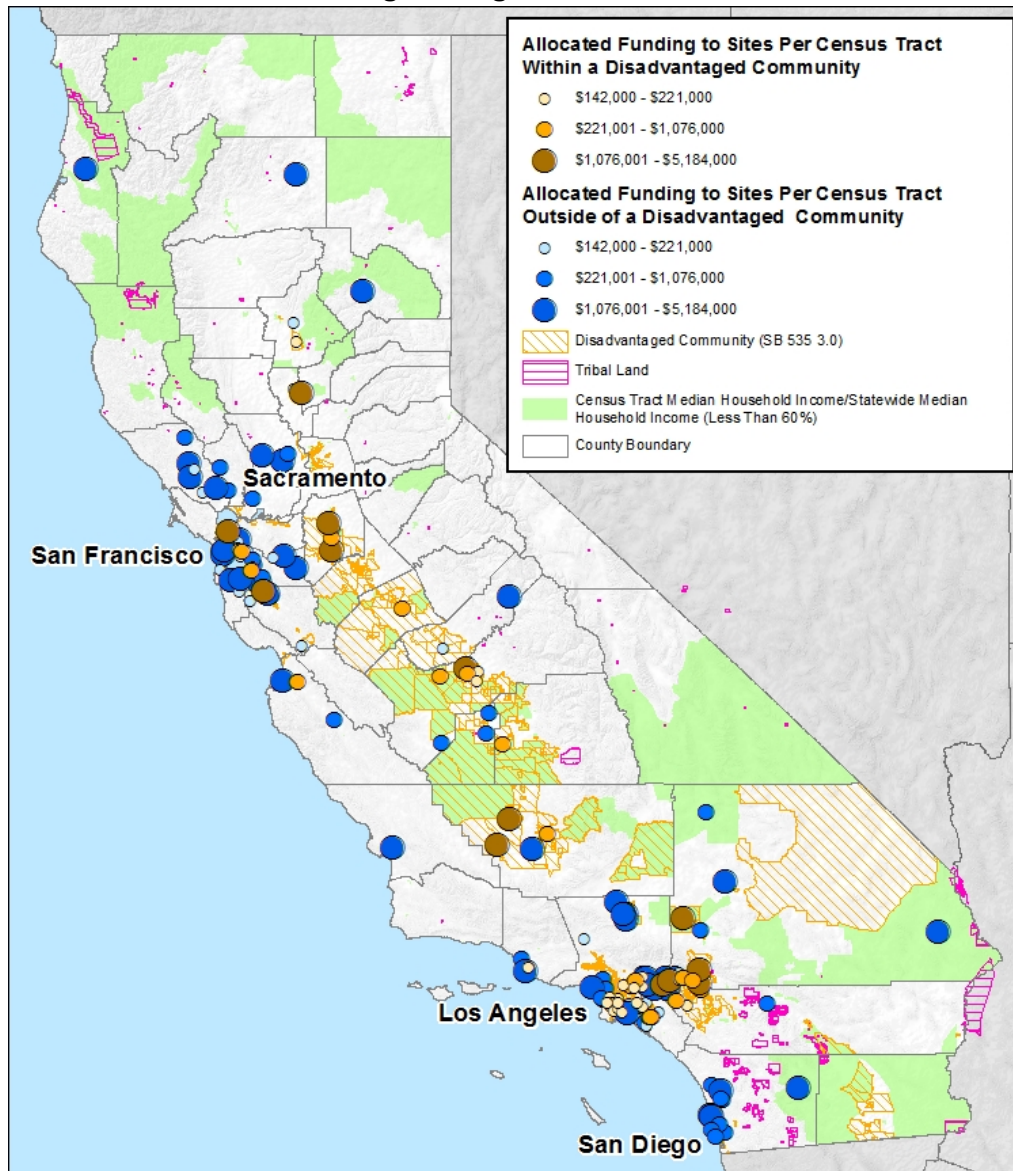 Allocated Funding to Sites Per Census Tract
Within a Disadvantaged Community
$142,000 - $221,000
$221,001 - $1,076,000
$1,076,001 - $5,184,000
Allocated Funding to Sites Per Census Tract
Outside of a Disadvantaged Community
$142,000 - $221,000
$221,001 - $1,076,000
$1,076,001 - $5,184,000
Disadvantaged Community (SB 535 3.0)
Tribal Land
Census Tract Median Household Income/Statewide Median
Household Income (Less Than 60%)
County Boundary
Sacramento
San Francisco
Los Angeles
San Diego